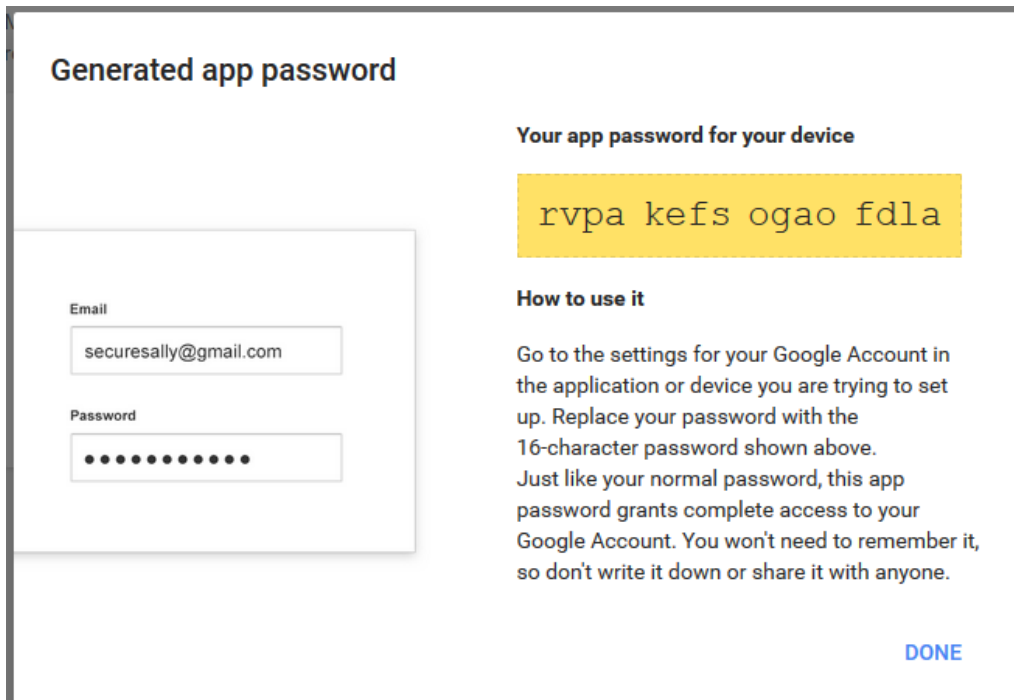 Generated app password
Your app password for your device
rvpa kefs ogao fdla
Email
securesally@gmail.com
Password
How to use it
Go to the settings for your Google Account in
the application or device you are trying to set
up. Replace your password with the
16-character password shown above.
Just like your normal password, this app
password grants complete access to your
Google Account. You won't need to remember it,
so don't write it down or share it with anyone.
DONE